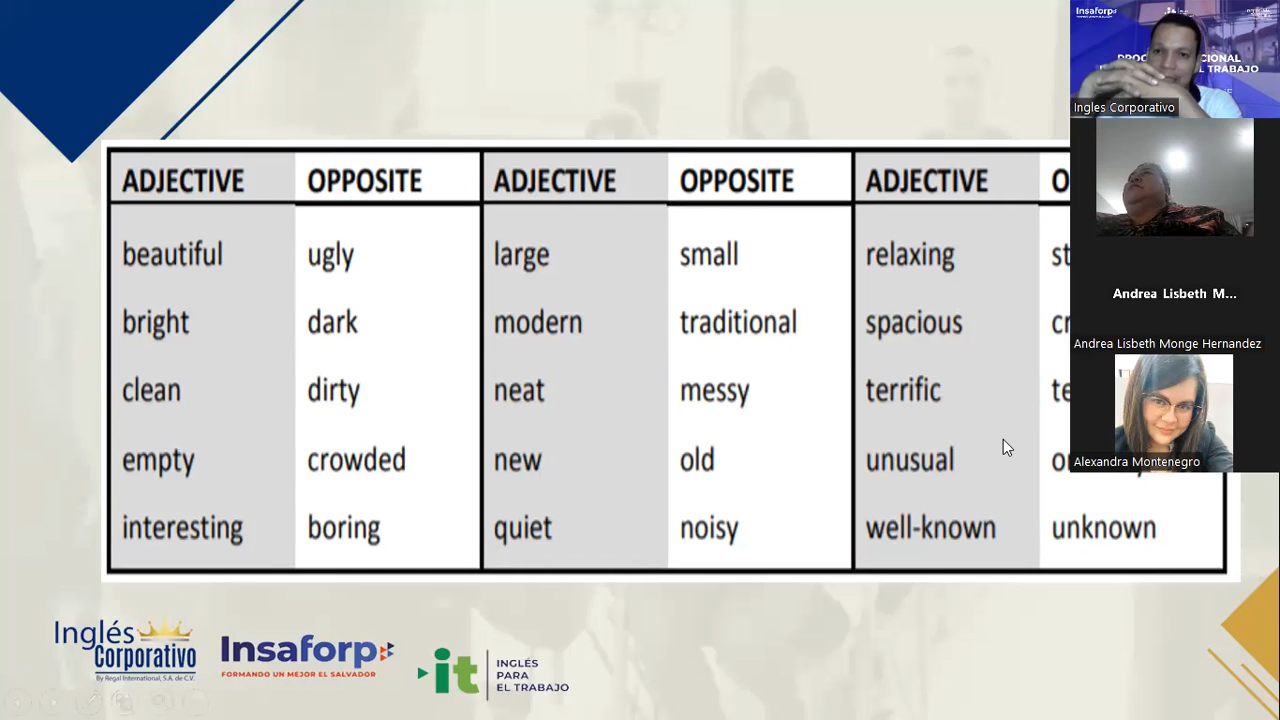 ADJECTIVE OPPOSITE ADJECTIVE OPPOSITE ADJECTIVE
beautiful ugly large small relaxing
bright dark modern traditional spacious
clean dirty neat messy terrific
empty crowded new old unusual
interesting boring quiet noisy well-known unknown
Inglés
Corporativo
By Regal International, S.A. de C.V.
Insaforp
FORMANDO UN MEJOR EL SALVADOR
it
INGLÉS
PARA
EL TRABAJO
Insaforp
EL TRABAJO
Ingles Corporativo
Andrea Lisbeth M...
Andrea Lisbeth Monge Hernandez
Alexandra Montenegro